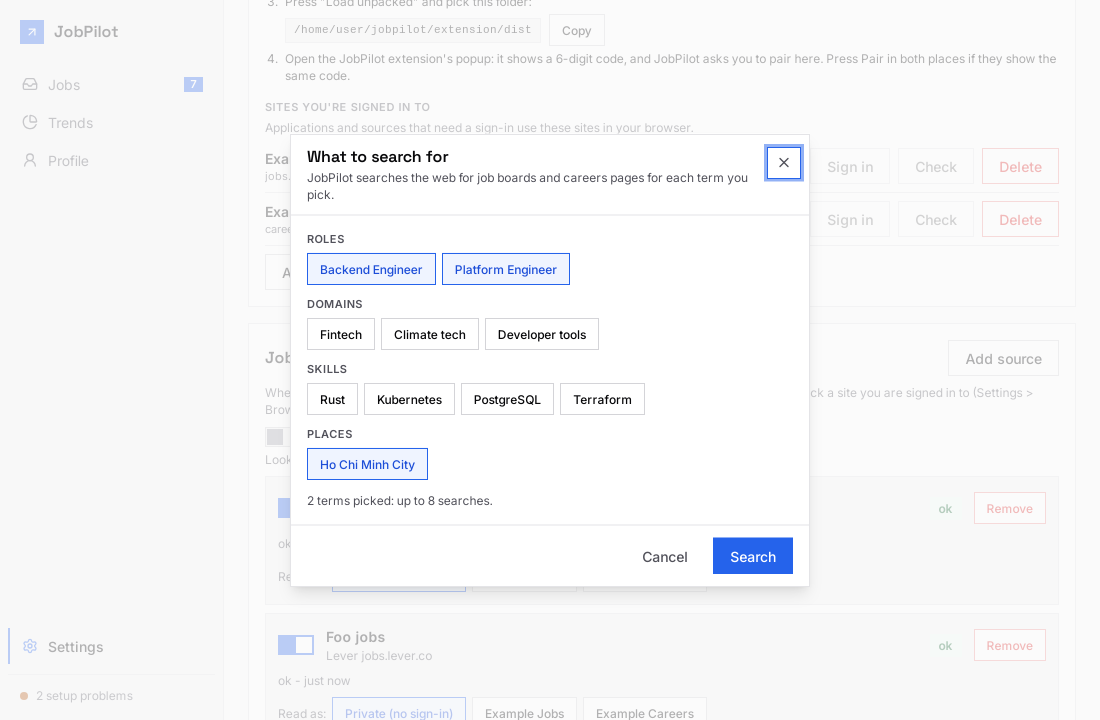 JobPilot
Jobs
7
Trends
Profile
Settings
2 setup problems
3. Press "Load unpacked" and pick this folder:
/home/user/jobpilot/extension/dist
Copy
4. Open the JobPilot extension's popup: it shows a 6-digit code, and JobPilot asks you to pair here. Press Pair in both places if they show the
same code.
SITES YOU'RE SIGNED IN TO
Applications and sources that need a sign-in use these sites in your browser.
Sign in
Check
Delete
Sign in
Check
Delete
What to search for
JobPilot searches the web for job boards and careers pages for each term you
pick.
ROLES
Backend Engineer
Platform Engineer
DOMAINS
Fintech
Climate tech
Developer tools
SKILLS
Rust
Kubernetes
PostgreSQL
Terraform
PLACES
Ho Chi Minh City
2 terms picked: up to 8 searches.
Cancel
Search
Add source
a site you are signed in to (Settings >
ok
Remove
Foo jobs
Lever jobs.lever.co
ok
Remove
ok - just now
Read as:
Private (no sign-in)
Example Jobs
Example Careers